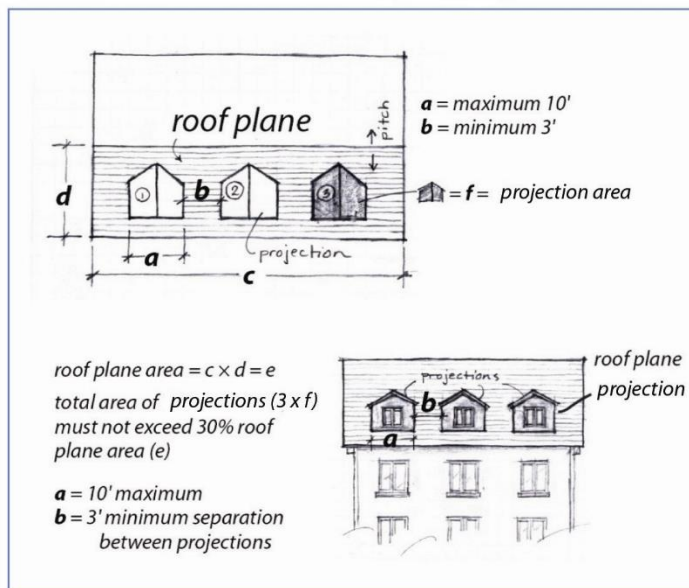 roof plane
pitch
a = maximum 10'
b = minimum 3'
d
b
1
2
3
= f = projection area
projection
a
c
roof plane area = c × d = e
total area of projections (3 x f)
must not exceed 30% roof
plane area (e)
a = 10' maximum
b = 3' minimum separation
between projections
roof plane
projections
projection
b
a